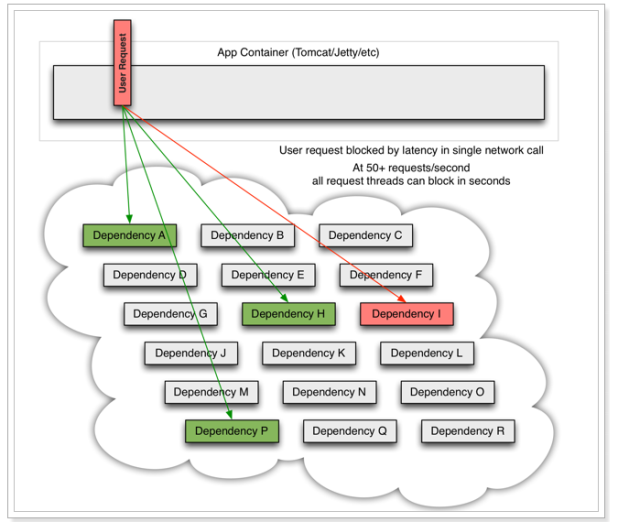 User Request
App Container (Tomcat/Jetty/etc)
User request blocked by latency in single network call
At 50+ requests/second
all request threads can block in seconds
Dependency A
Dependency B
Dependency C
Dependency D
Dependency E
Dependency F
Dependency G
Dependency H
Dependency I
Dependency J
Dependency K
Dependency L
Dependency M
Dependency N
Dependency O
Dependency P
Dependency Q
Dependency R